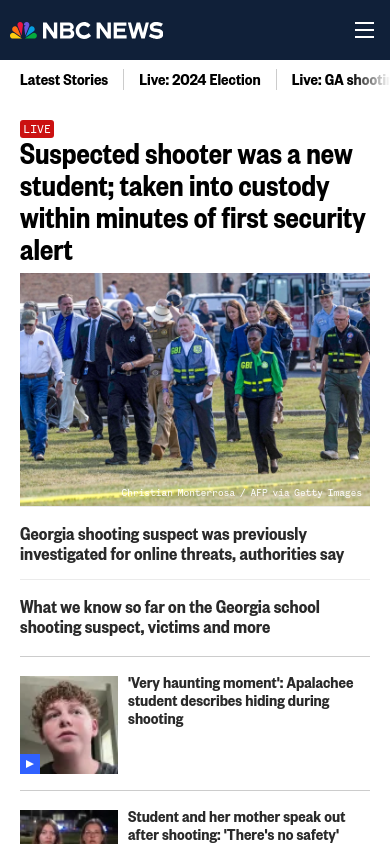 NBC NEWS
Latest Stories
Live: 2024 Election
Live: GA shooti
LIVE
Suspected shooter was a new
student; taken into custody
within minutes of first security
alert
GBI
GBI
Christian Monterrosa / AFP via Getty Images
Georgia shooting suspect was previously
investigated for online threats, authorities say
What we know so far on the Georgia school
shooting suspect, victims and more
'Very haunting moment': Apalachee
student describes hiding during
shooting
Student and her mother speak out
after shooting: 'There's no safety'